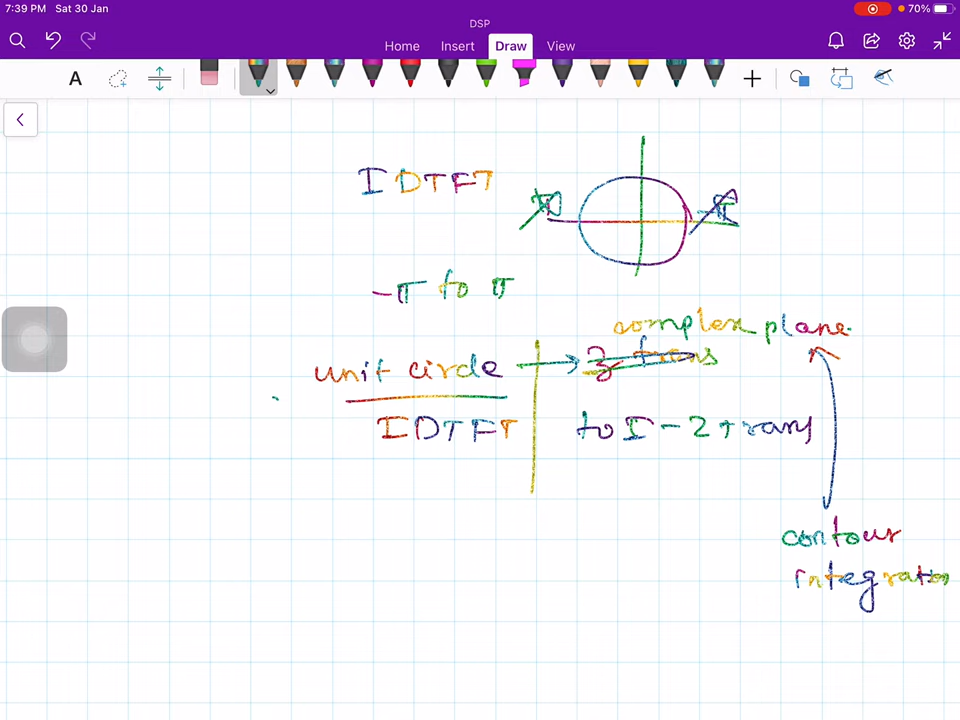 7:39 PM Sat 30 Jan
70%
DSP
Home Insert Draw View
A
IDTFT
π
-π
-π to π
complex plane.
unit circle → z trans
IDTFT to I-Z trans
contour
integration